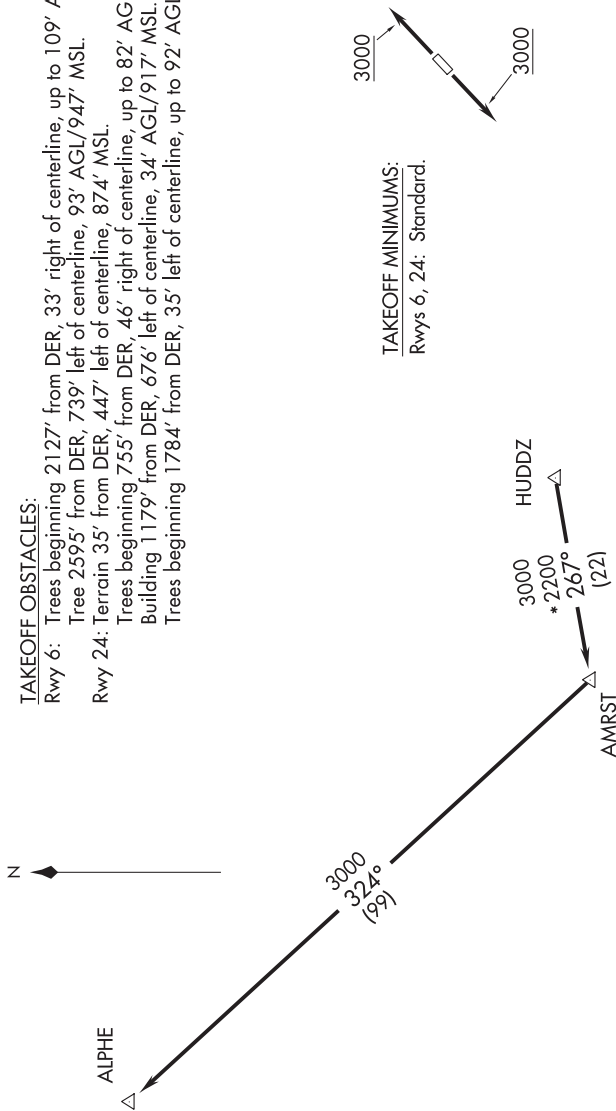 TAKEOFF OBSTACLES:
Rwy 6: Trees beginning 2127' from DER, 33' right of centerline, up to 109'
Tree 2595' from DER, 739' left of centerline, 93' AGL/947' MSL.
Rwy 24: Terrain 35' from DER, 447' left of centerline, 874' MSL.
Trees beginning 755' from DER, 46' right of centerline, up to 82' AG
Building 1179' from DER, 676' left of centerline, 34' AGL/917' MSL.
Trees beginning 1784' from DER, 35' left of centerline, up to 92' AGL
3000
3000
TAKEOFF MINIMUMS:
Rwys 6, 24: Standard.
N
ALPHE
3000
324°
(99)
HUDDZ
3000
*2200
267°
(22)
AMRST